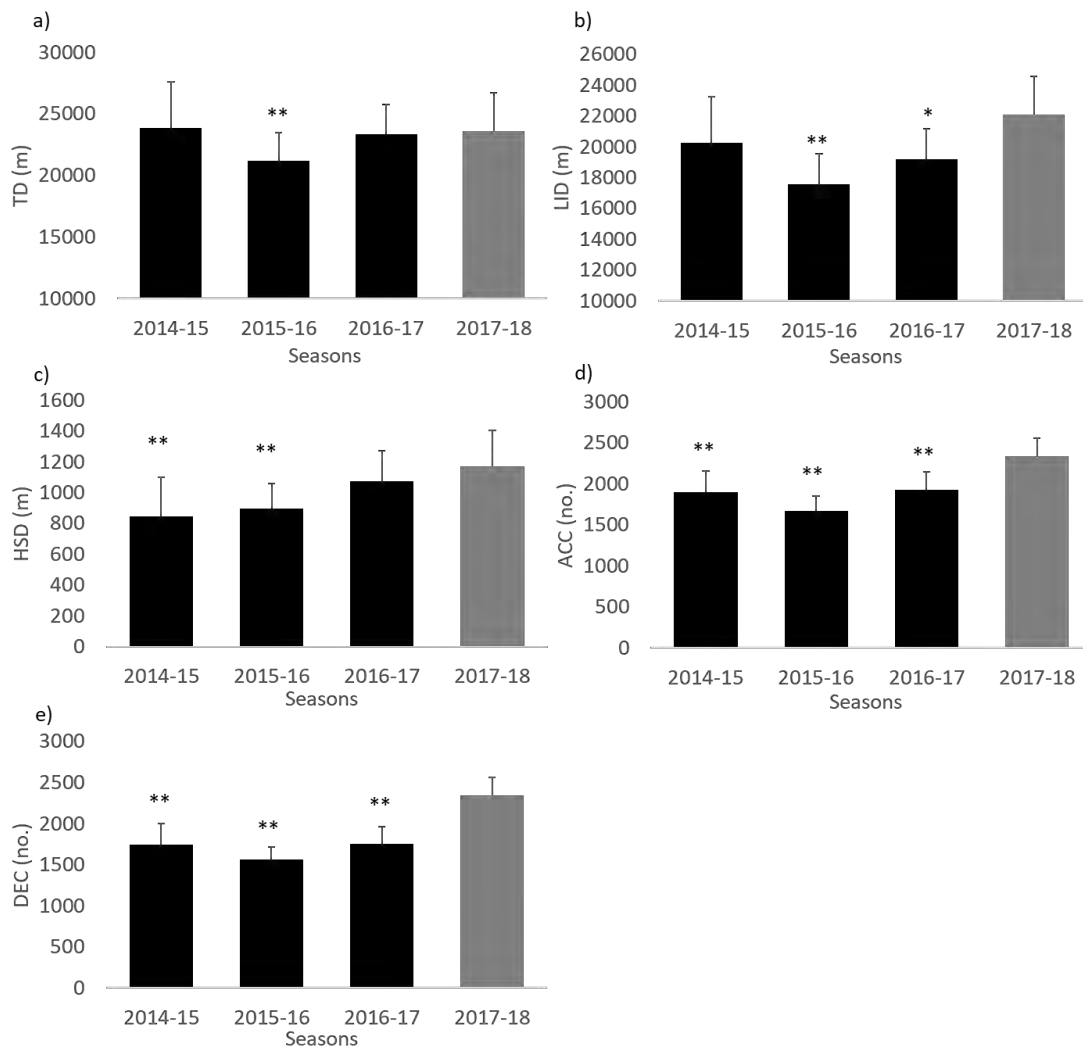 a)
30000
25000
20000
15000
10000
TD (m)
**
2014-15 2015-16 2016-17 2017-18
Seasons
b)
26000
24000
22000
20000
18000
16000
14000
12000
10000
LID (m)
**
*
2014-15 2015-16 2016-17 2017-18
Seasons
c)
1600
1400
1200
1000
800
600
400
200
0
HSD (m)
** **
2014-15 2015-16 2016-17 2017-18
Seasons
d)
3000
2500
2000
1500
1000
500
0
ACC (no.)
** ** **
2014-15 2015-16 2016-17 2017-18
Seasons
e)
3000
2500
2000
1500
1000
500
0
DEC (no.)
** ** **
2014-15 2015-16 2016-17 2017-18
Seasons